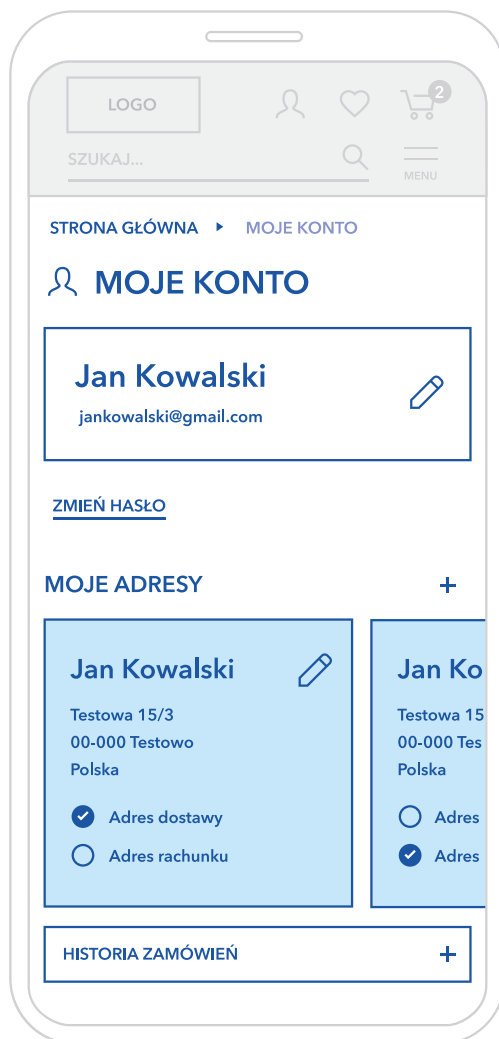 LOGO
2
SZUKAJ...
MENU
STRONA GŁÓWNA MOJE KONTO
MOJE KONTO
Jan Kowalski
jankowalski@gmail.com
ZMIEŃ HASŁO
MOJE ADRESY +
Jan Kowalski
Testowa 15/3
00-000 Testowo
Polska
Adres dostawy
Adres rachunku
Jan Ko
Testowa 15
00-000 Tes
Polska
Adres
Adres
HISTORIA ZAMÓWIEŃ +